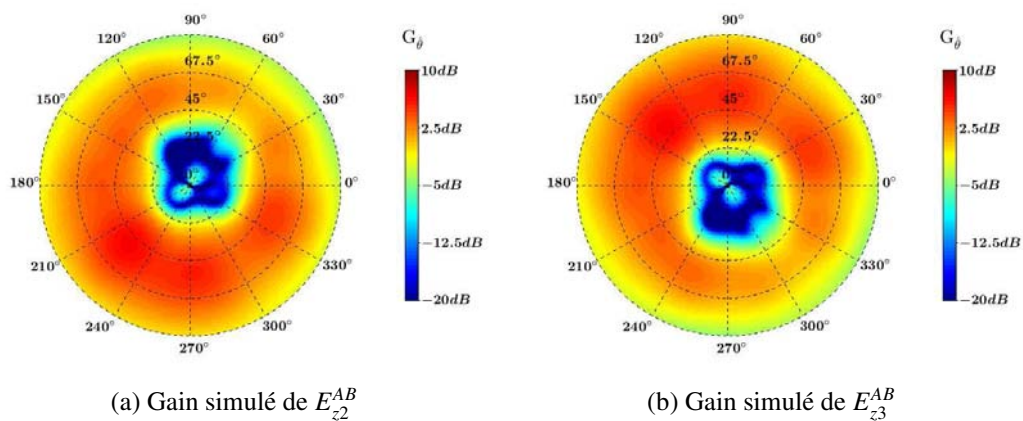 90°
120°
60°
67.5°
150°
45°
30°
22.5°
0°
180°
0°
210°
330°
240°
300°
270°
G_θ̂
10dB
2.5dB
−5dB
−12.5dB
−20dB
90°
120°
60°
67.5°
150°
45°
30°
22.5°
0
180°
0°
210°
330°
240°
300°
270°
G_θ̂
10dB
2.5dB
−5dB
−12.5dB
−20dB
(a) Gain simulé de E_{z2}^{AB}
(b) Gain simulé de E_{z3}^{AB}